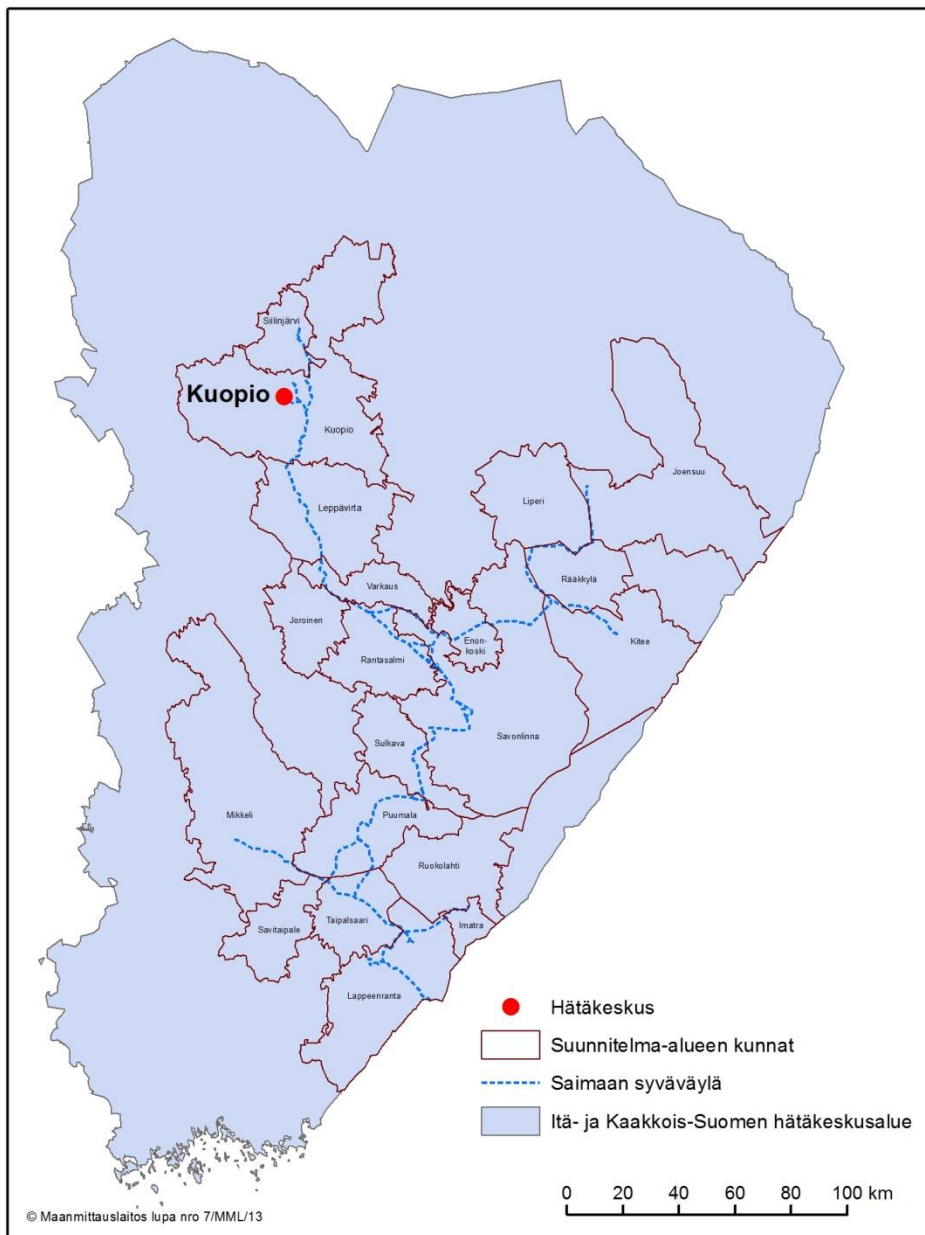 Siilinjärvi
Kuopio
Kuopio
Joensuu
Liperi
Leppävirta
Varkaus
Rääkkylä
Joroinen
Enon-
koski
Kitee
Rantasalmi
Savonlinna
Sulkava
Mikkeli
Puumala
Ruokolahti
Taipalsaari
Imatra
Savitaipale
Lappeenranta
Hätäkeskus
Suunnitelma-alueen kunnat
Saimaan syväväylä
Itä- ja Kaakkois-Suomen hätäkeskusalue
0 20 40 60 80 100 km
© Maanmittauslaitos lupa nro 7/MML/13